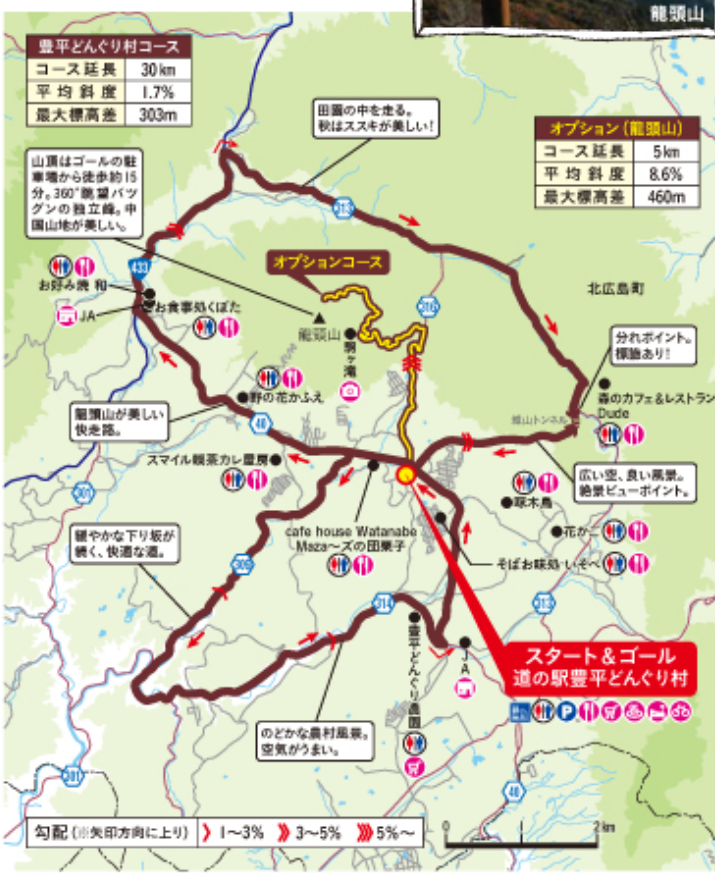 龍頭山
豊平どんぐり村コース
コース延長 30km
平均斜度 1.7%
最大標高差 303m
田園の中を走る。
秋はススキが美しい！
オプション（龍頭山）
コース延長 5km
平均斜度 8.6%
最大標高差 460m
山頂はゴールの駐
車場から徒歩約15
分。360°眺望バツ
グンの独立峰。中
国山地が美しい。
315
433
オプションコース
316
北広島町
お好み焼 和
JA
お食事処くぼた
龍頭山
駒ヶ滝
分れポイント。
標識あり！
森のカフェ&レストラン
Dude
野の花かふぇ
龍頭山が美しい
快走路。
40
スマイル喫茶カレ屋房
301
広い空、良い風景。
絶景ビューポイント。
啄木鳥
cafe house Watanabe
Maza〜ズの団栗子
緩やかな下り坂が
続く、快適な道。
花か
そばお味処 いそべ
305
314
313
豊平どんぐり農園
JA
スタート&ゴール
道の駅豊平どんぐり村
P
のどかな農村風景。
空気がうまい。
301
40
勾配（※矢印方向に上り） 1〜3% 3〜5% 5%〜
0 2km